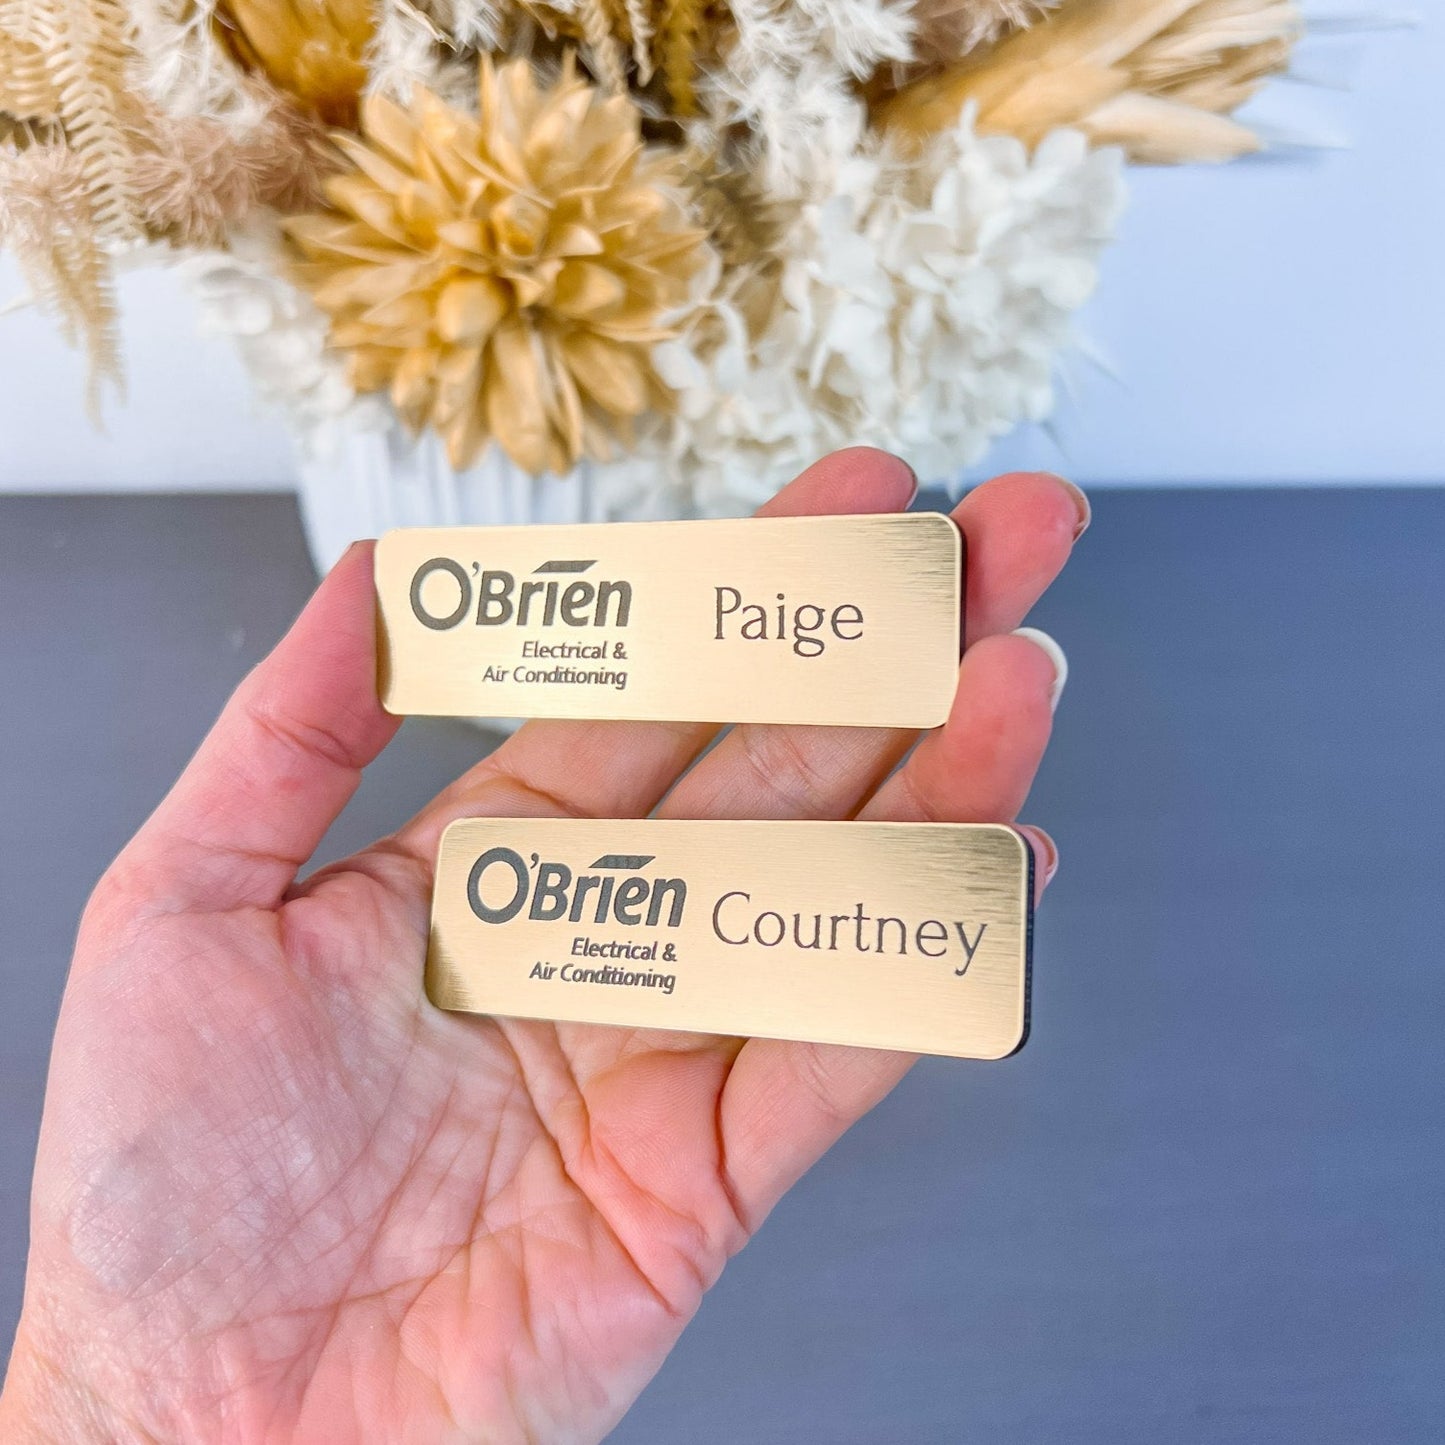 O'Brien
Electrical &
Air Conditioning
Paige
O'Brien
Electrical &
Air Conditioning
Courtney